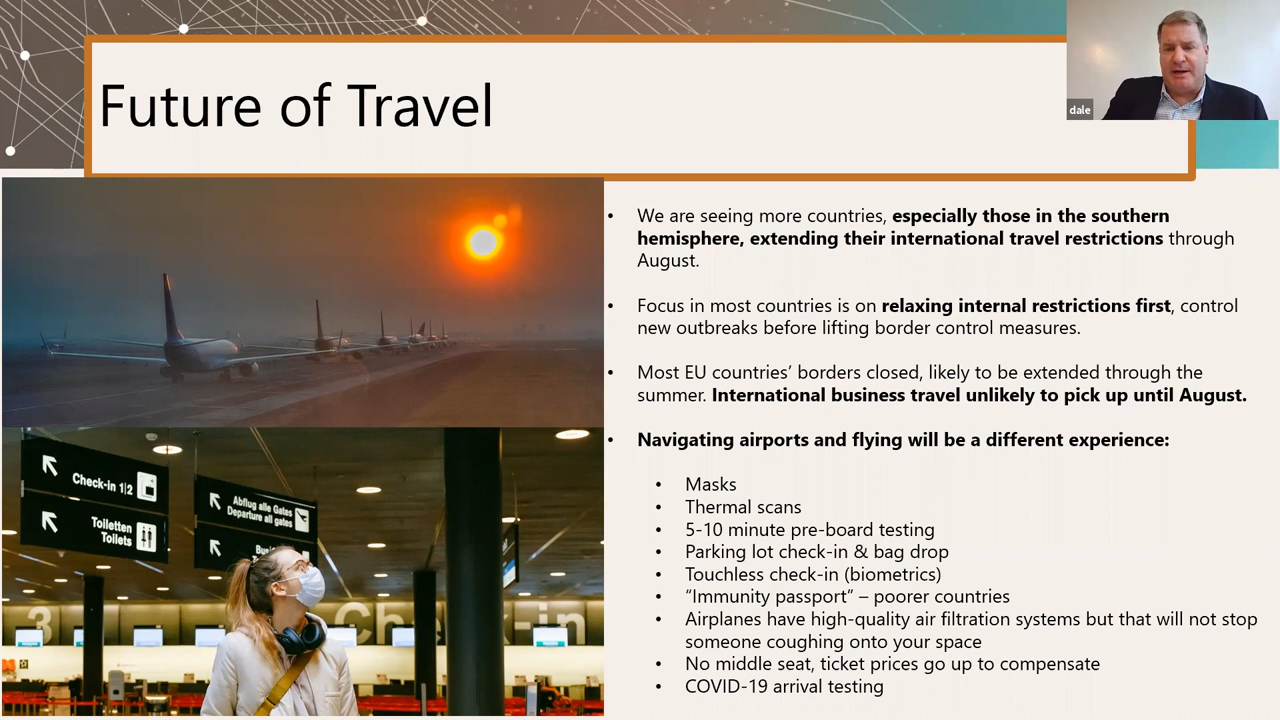 Future of Travel
dale
• We are seeing more countries, especially those in the southern
hemisphere, extending their international travel restrictions through
August.
• Focus in most countries is on relaxing internal restrictions first, control
new outbreaks before lifting border control measures.
• Most EU countries’ borders closed, likely to be extended through the
summer. International business travel unlikely to pick up until August.
• Navigating airports and flying will be a different experience:
• Masks
• Thermal scans
• 5-10 minute pre-board testing
• Parking lot check-in & bag drop
• Touchless check-in (biometrics)
• “Immunity passport” – poorer countries
• Airplanes have high-quality air filtration systems but that will not stop
someone coughing onto your space
• No middle seat, ticket prices go up to compensate
• COVID-19 arrival testing
Check-in 1|2
Toiletten
Toilets
Abflug alle Gates
Departure all gates
3